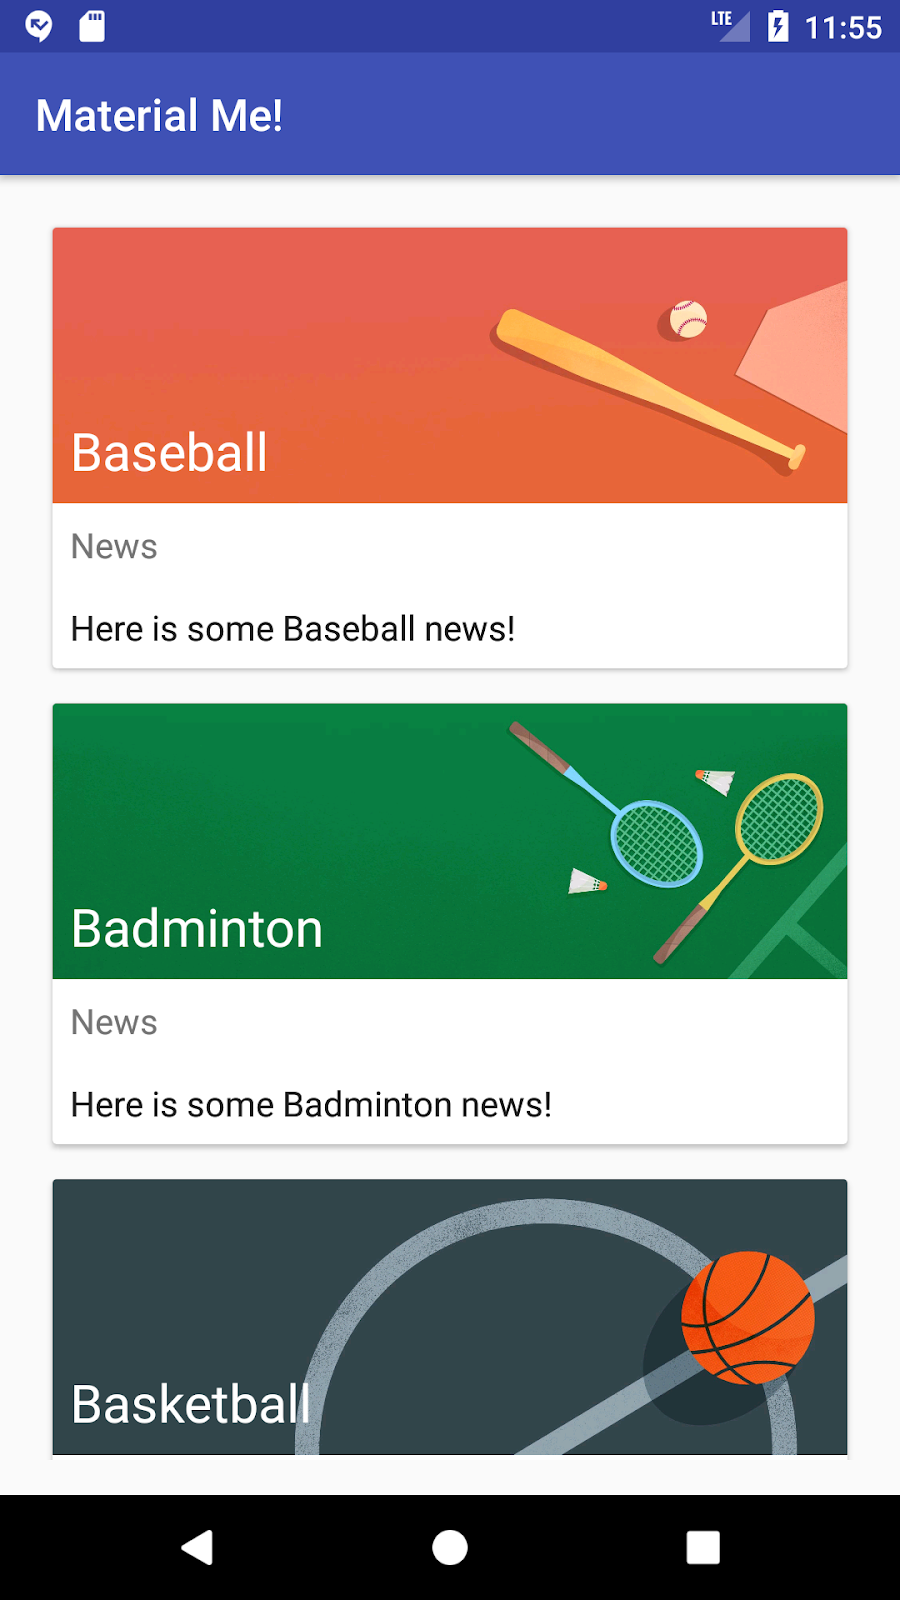 LTE 11:55
Material Me!
Baseball
News
Here is some Baseball news!
Badminton
News
Here is some Badminton news!
Basketball